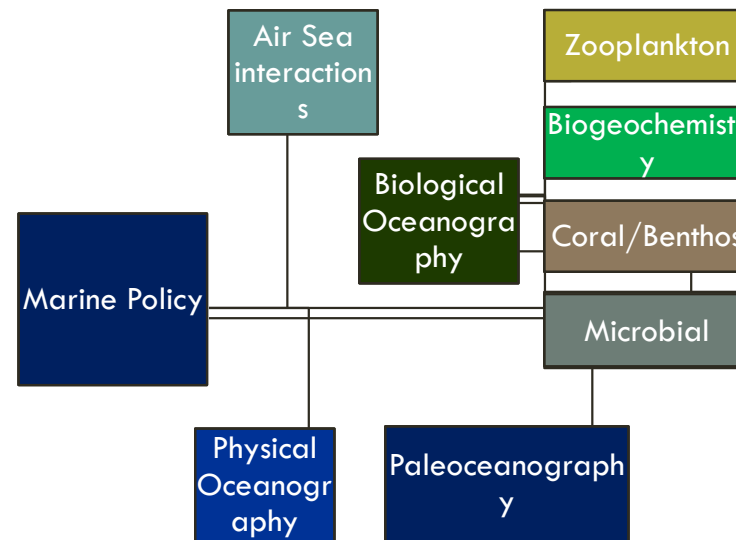 Air Sea
interaction
s
Zooplankton
Biogeochemist
y
Biological
Oceanogra
phy
Coral/Benthos
Marine Policy
Microbial
Physical
Oceanogr
aphy
Paleoceanograph
y